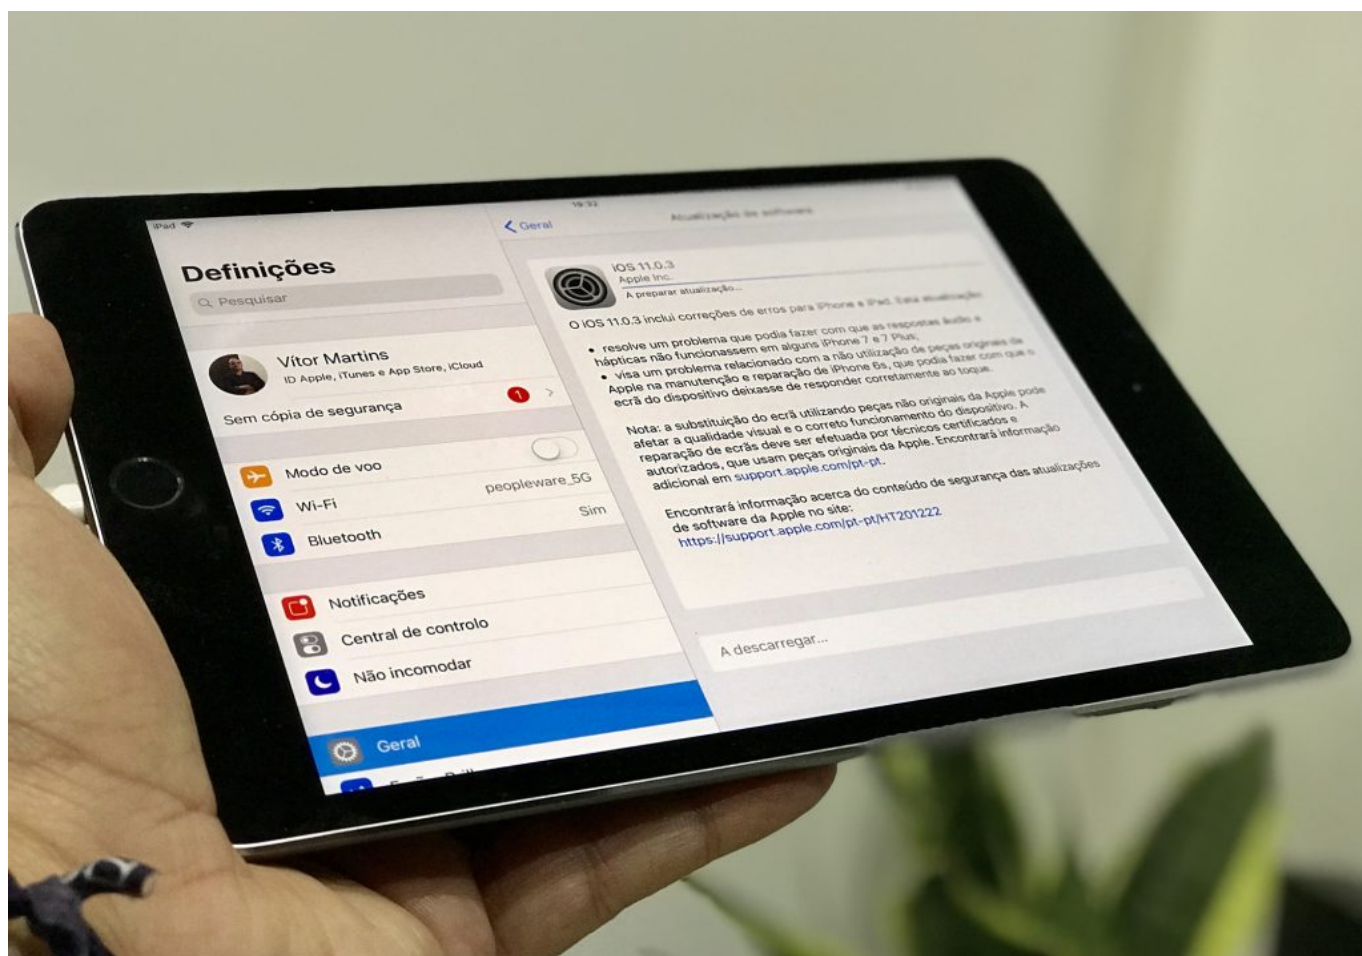 iPad
19:32
Definições
Pesquisar
Vítor Martins
ID Apple, iTunes e App Store, iCloud
Sem cópia de segurança
1
Modo de voo
Wi-Fi
peopleware_5G
Bluetooth
Sim
Notificações
Central de controlo
Não incomodar
Geral
Geral
Atualização de software
iOS 11.0.3
Apple Inc.
A preparar atualização...
O iOS 11.0.3 inclui correções de erros para iPhone e iPad. Esta atualização
• resolve um problema que podia fazer com que as respostas áudio e
hápticas não funcionassem em alguns iPhone 7 e 7 Plus;
• visa um problema relacionado com a não utilização de peças originais da
Apple na manutenção e reparação de iPhone 6s, que podia fazer com que o
ecrã do dispositivo deixasse de responder corretamente ao toque.
Nota: a substituição do ecrã utilizando peças não originais da Apple pode
afetar a qualidade visual e o correto funcionamento do dispositivo. A
reparação de ecrãs deve ser efetuada por técnicos certificados e
autorizados, que usam peças originais da Apple. Encontrará informação
adicional em support.apple.com/pt-pt.
Encontrará informação acerca do conteúdo de segurança das atualizações
de software da Apple no site:
https://support.apple.com/pt-pt/HT201222
A descarregar...